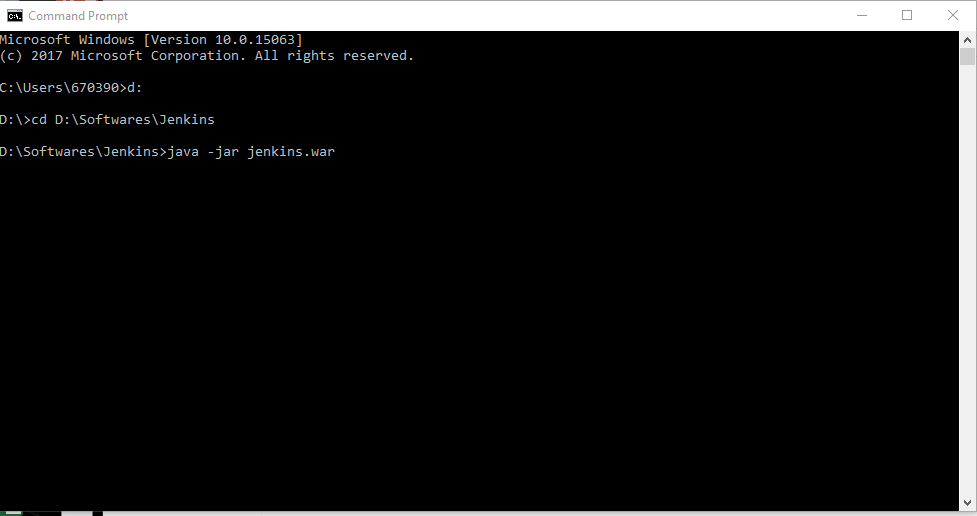 Command Prompt
Microsoft Windows [Version 10.0.15063]
(c) 2017 Microsoft Corporation. All rights reserved.
C:\Users\670390>d:
D:\>cd D:\Softwares\Jenkins
D:\Softwares\Jenkins>java -jar jenkins.war